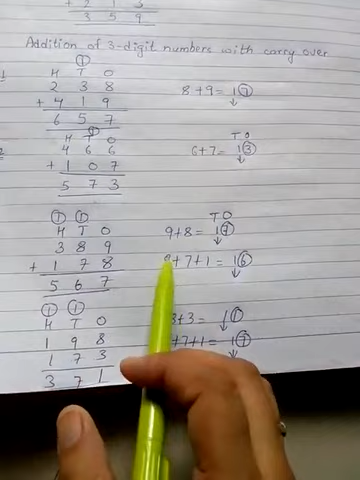 + 2 1 3
3 5 9
Addition of 3-digit numbers with carry over
1
H T O
2 3 8
+ 4 1 9
6 5 7
8+9= 17
1
H T O
4 6 6
+ 1 0 7
5 7 3
T O
6+7= 13
1 1
H T O
3 8 9
+ 1 7 8
5 6 7
T O
9+8= 17
+7+1 = 16
1 1
H T O
1 9 8
1 7 3
3 7 1
+3=
+7+1= 17